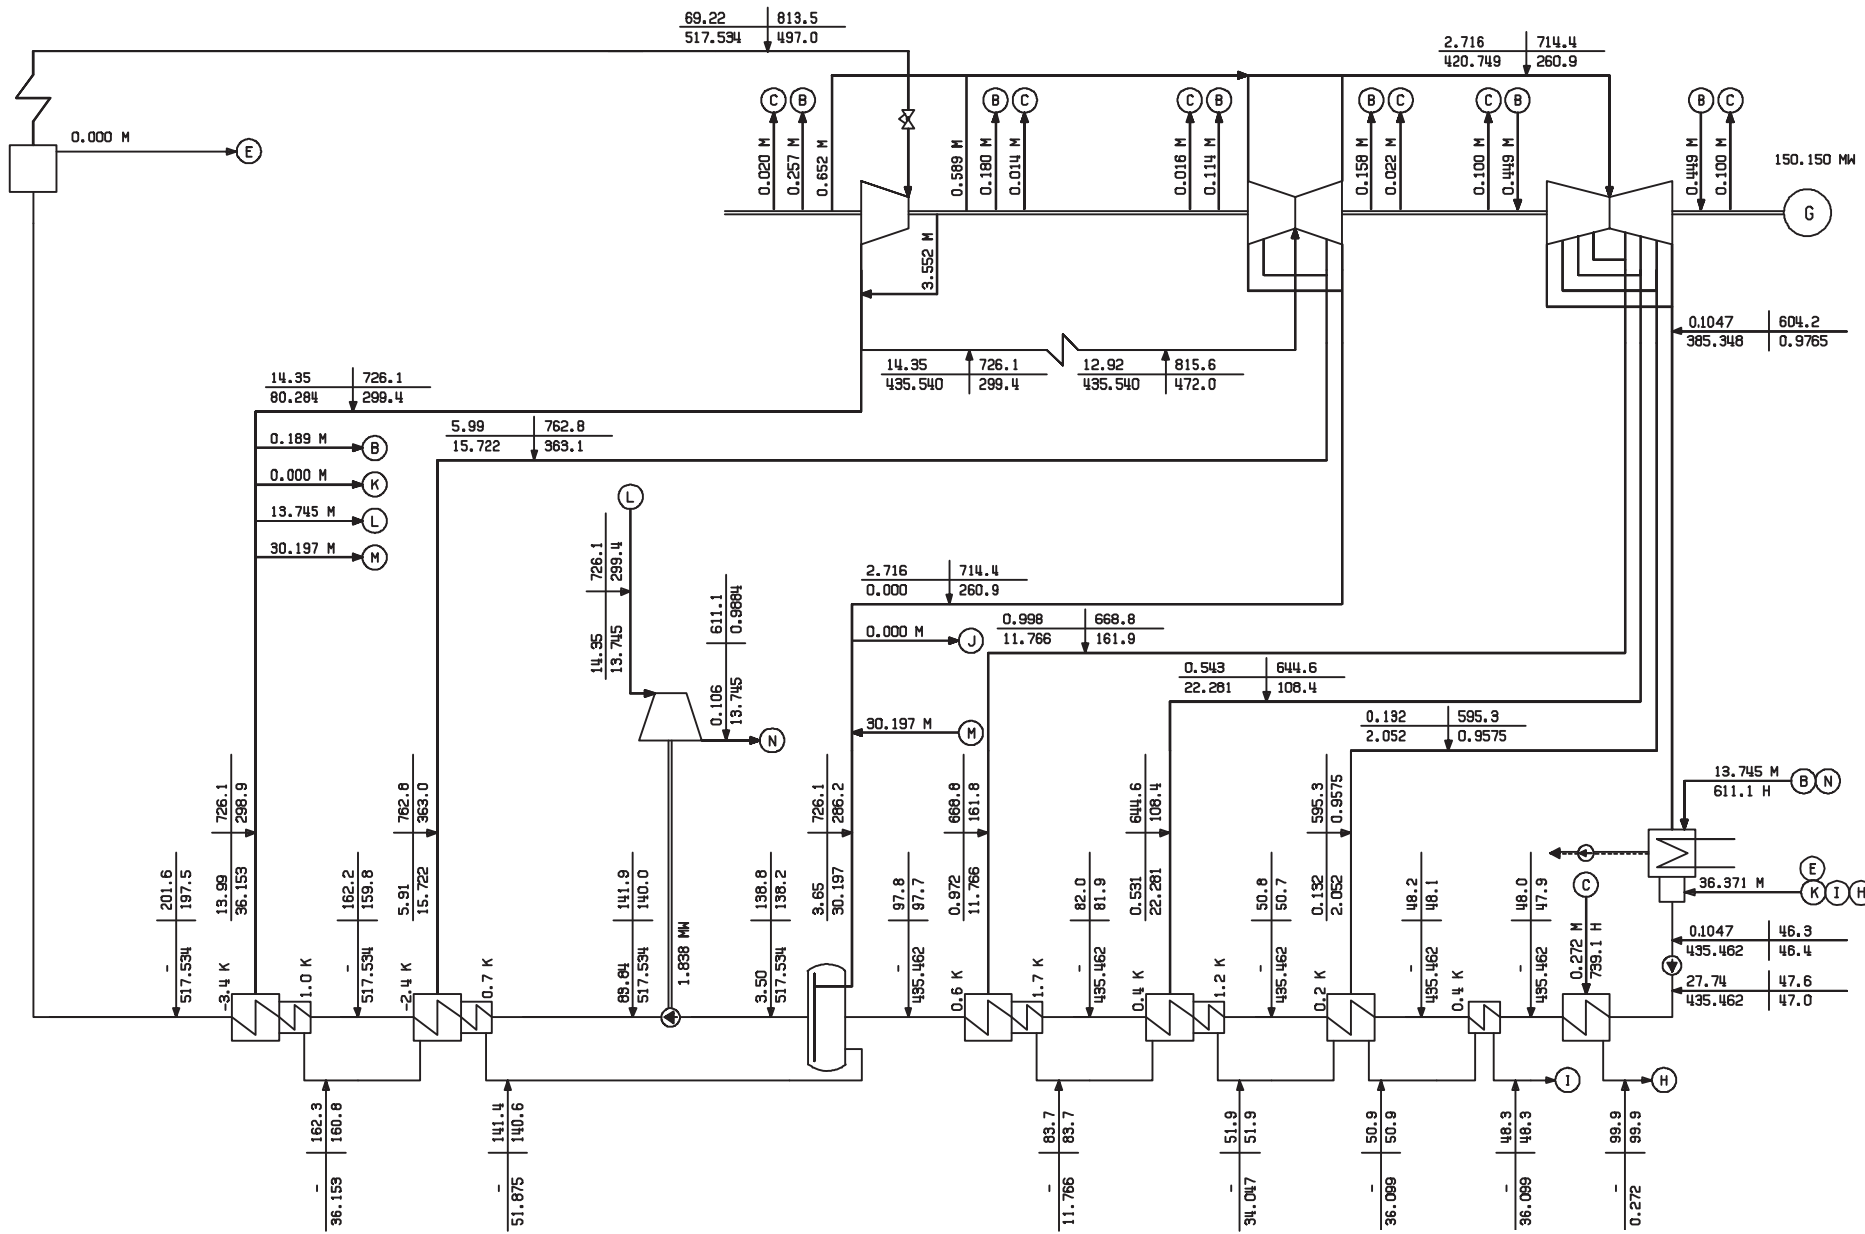 69.22 813.5
517.534 497.0
2.716 714.4
420.749 260.9
C B B C C B B C C B B C
0.000 M
E
0.020 M
0.257 M
0.652 M
0.589 M
0.180 M
0.014 M
0.016 M
0.114 M
0.158 M
0.022 M
0.100 M
0.449 M
0.449 M
0.100 M
150.150 MW
G
3.552 M
0.1047 604.2
385.348 0.9765
14.35 726.1
435.540 299.4
12.92 815.6
435.540 472.0
14.35 726.1
80.284 299.4
5.99 762.8
15.722 363.1
0.189 M
B
0.000 M
K
13.745 M
L
30.197 M
M
L
726.1
299.4
14.35
13.745
611.1
0.9884
0.106
13.745
N
2.716 714.4
0.000 260.9
0.000 M
J
0.998 668.8
11.766 161.9
0.543 644.6
22.281 108.4
0.132 595.3
2.052 0.9575
30.197 M
M
13.745 M
611.1 H
B N
E
36.371 M
K I H
0.1047 46.3
435.462 46.4
27.74 47.6
435.462 47.0
201.6
197.5
-
517.534
726.1
298.9
13.99
36.153
-3.4 K
1.0 K
162.2
159.8
-
517.534
762.8
363.0
5.91
15.722
-2.4 K
0.7 K
141.9
140.0
517.534
1.838 MW
138.8
138.2
3.50
517.534
726.1
286.2
3.65
30.197
97.8
97.7
-
435.462
668.8
161.8
0.972
11.766
0.6 K
1.7 K
82.0
81.9
-
435.462
644.6
108.4
0.531
22.281
0.4 K
1.2 K
50.8
50.7
-
435.462
595.3
0.9575
0.132
2.052
0.2 K
48.2
48.1
-
435.462
0.4 K
48.0
47.9
-
435.462
C
0.272 M
739.1 H
I
H
162.3
160.8
-
36.153
141.4
140.6
-
51.875
83.7
83.7
-
11.766
51.9
51.9
-
34.047
50.9
50.9
-
36.099
48.3
48.3
-
36.099
99.9
99.9
-
0.272